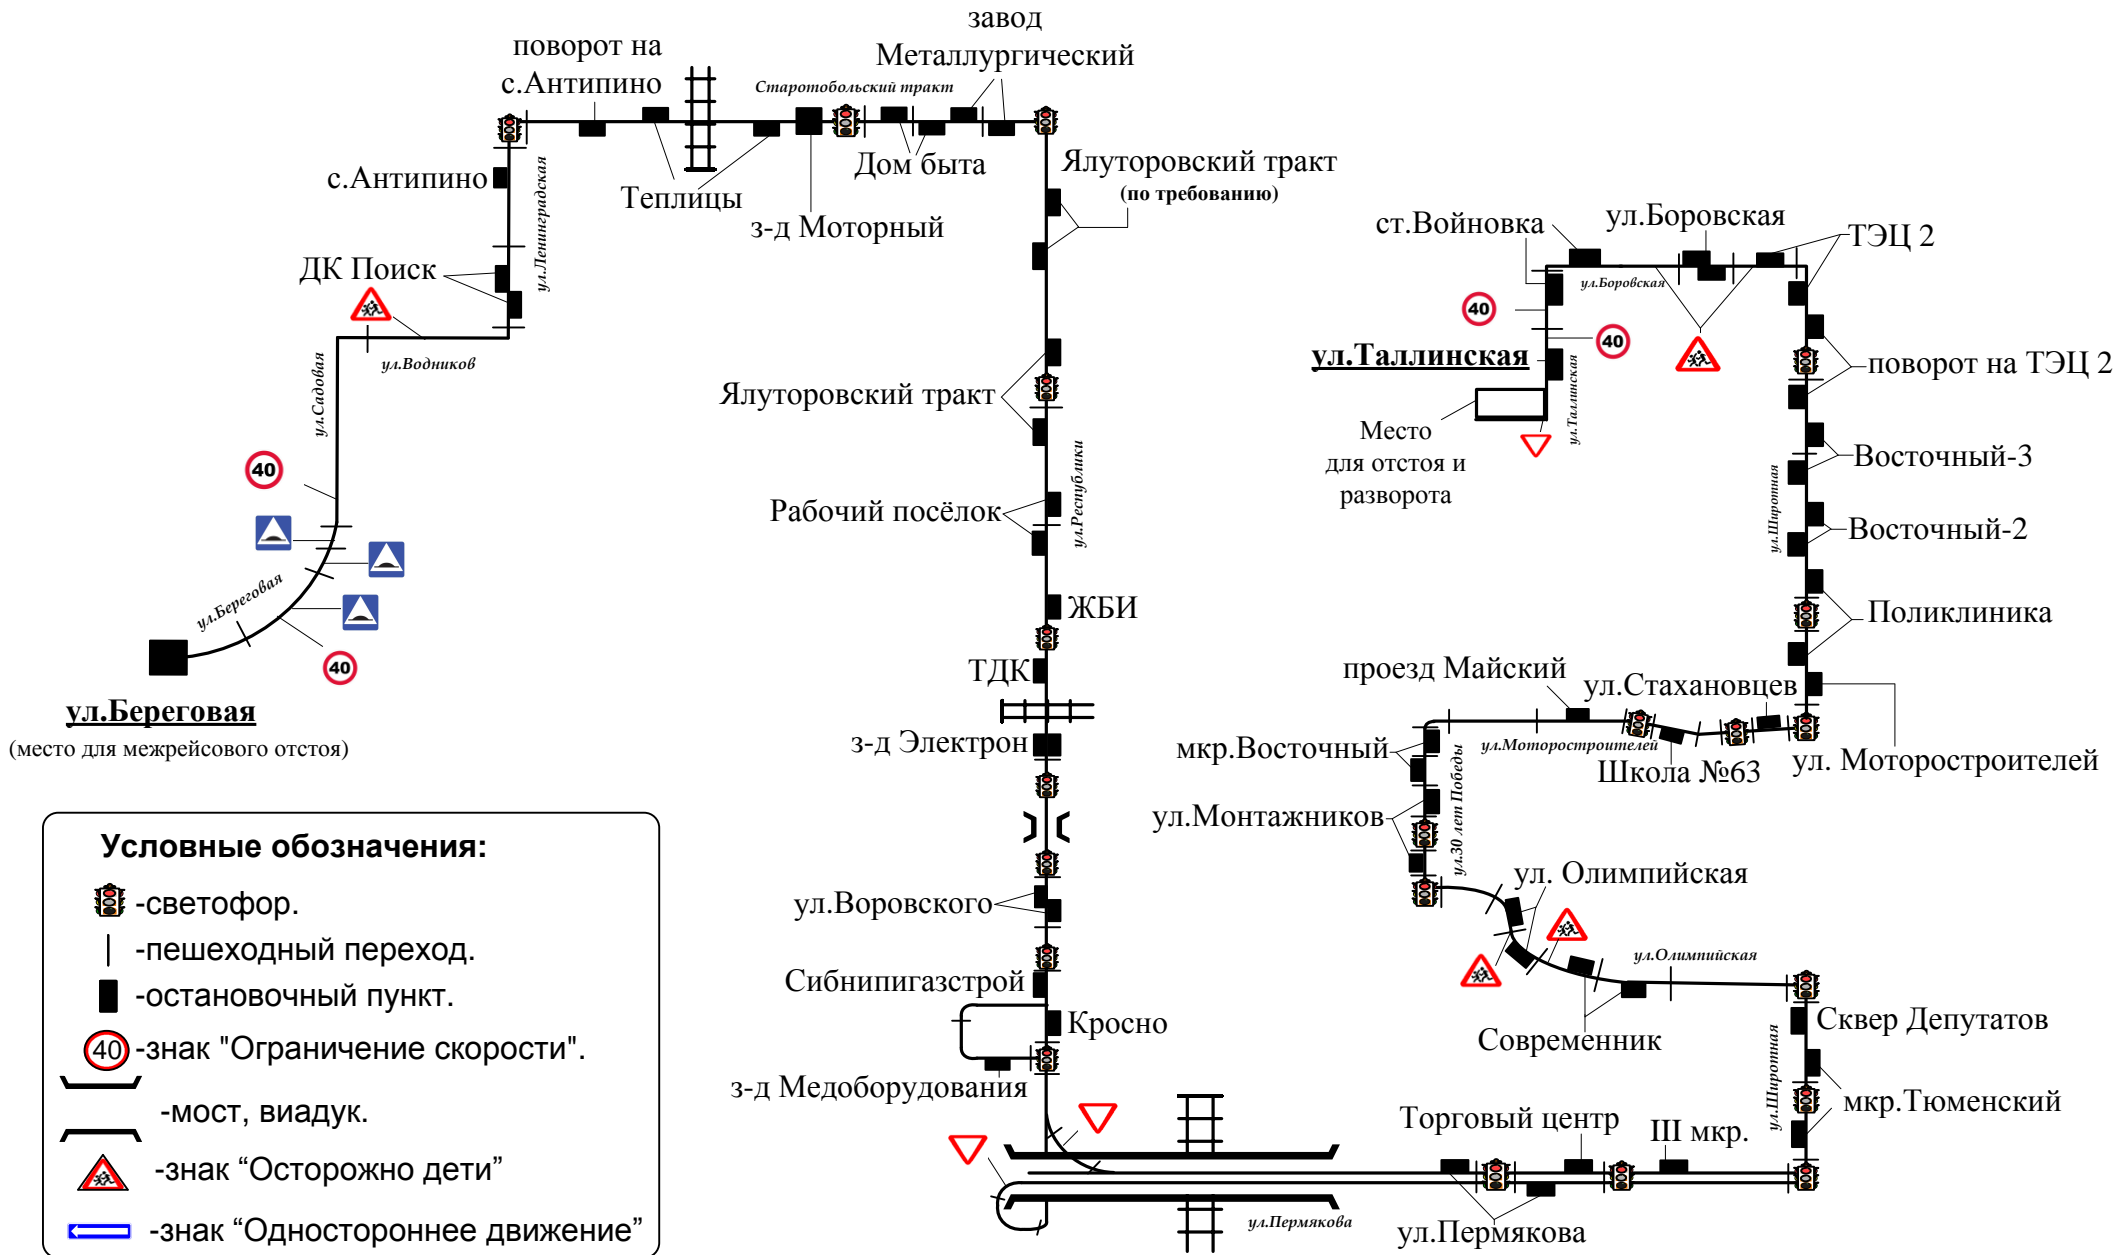 завод
Металлургический
поворот на
с.Антипино
Старотобольский тракт
с.Антипино
Теплицы
з-д Моторный
Дом быта
Ялуторовский тракт
(по требованию)
ул.Ленинградская
ДК Поиск
ул.Водников
ул.Садовая
40
ул.Береговая
40
ул.Береговая
(место для межрейсового отстоя)
Ялуторовский тракт
ул.Республики
Рабочий посёлок
ЖБИ
ТДК
з-д Электрон
ул.Воровского
Сибнипигазстрой
Кросно
з-д Медоборудования
ст.Войновка
ул.Боровская
ТЭЦ 2
ул.Боровская
40
40
ул.Таллинская
ул.Таллинская
Место
для отстоя и
разворота
поворот на ТЭЦ 2
Восточный-3
ул.Широтная
Восточный-2
Поликлиника
проезд Майский
ул.Стахановцев
ул.Моторостроителей
Школа №63
ул. Моторостроителей
мкр.Восточный
ул.Монтажников
ул.30 лет Победы
ул. Олимпийская
ул.Олимпийская
Современник
Сквер Депутатов
ул.Широтная
мкр.Тюменский
Торговый центр
III мкр.
ул.Пермякова
ул.Пермякова
Условные обозначения:
-светофор.
-пешеходный переход.
-остановочный пункт.
40 -знак "Ограничение скорости".
-мост, виадук.
-знак “Осторожно дети”
-знак “Одностороннее движение”